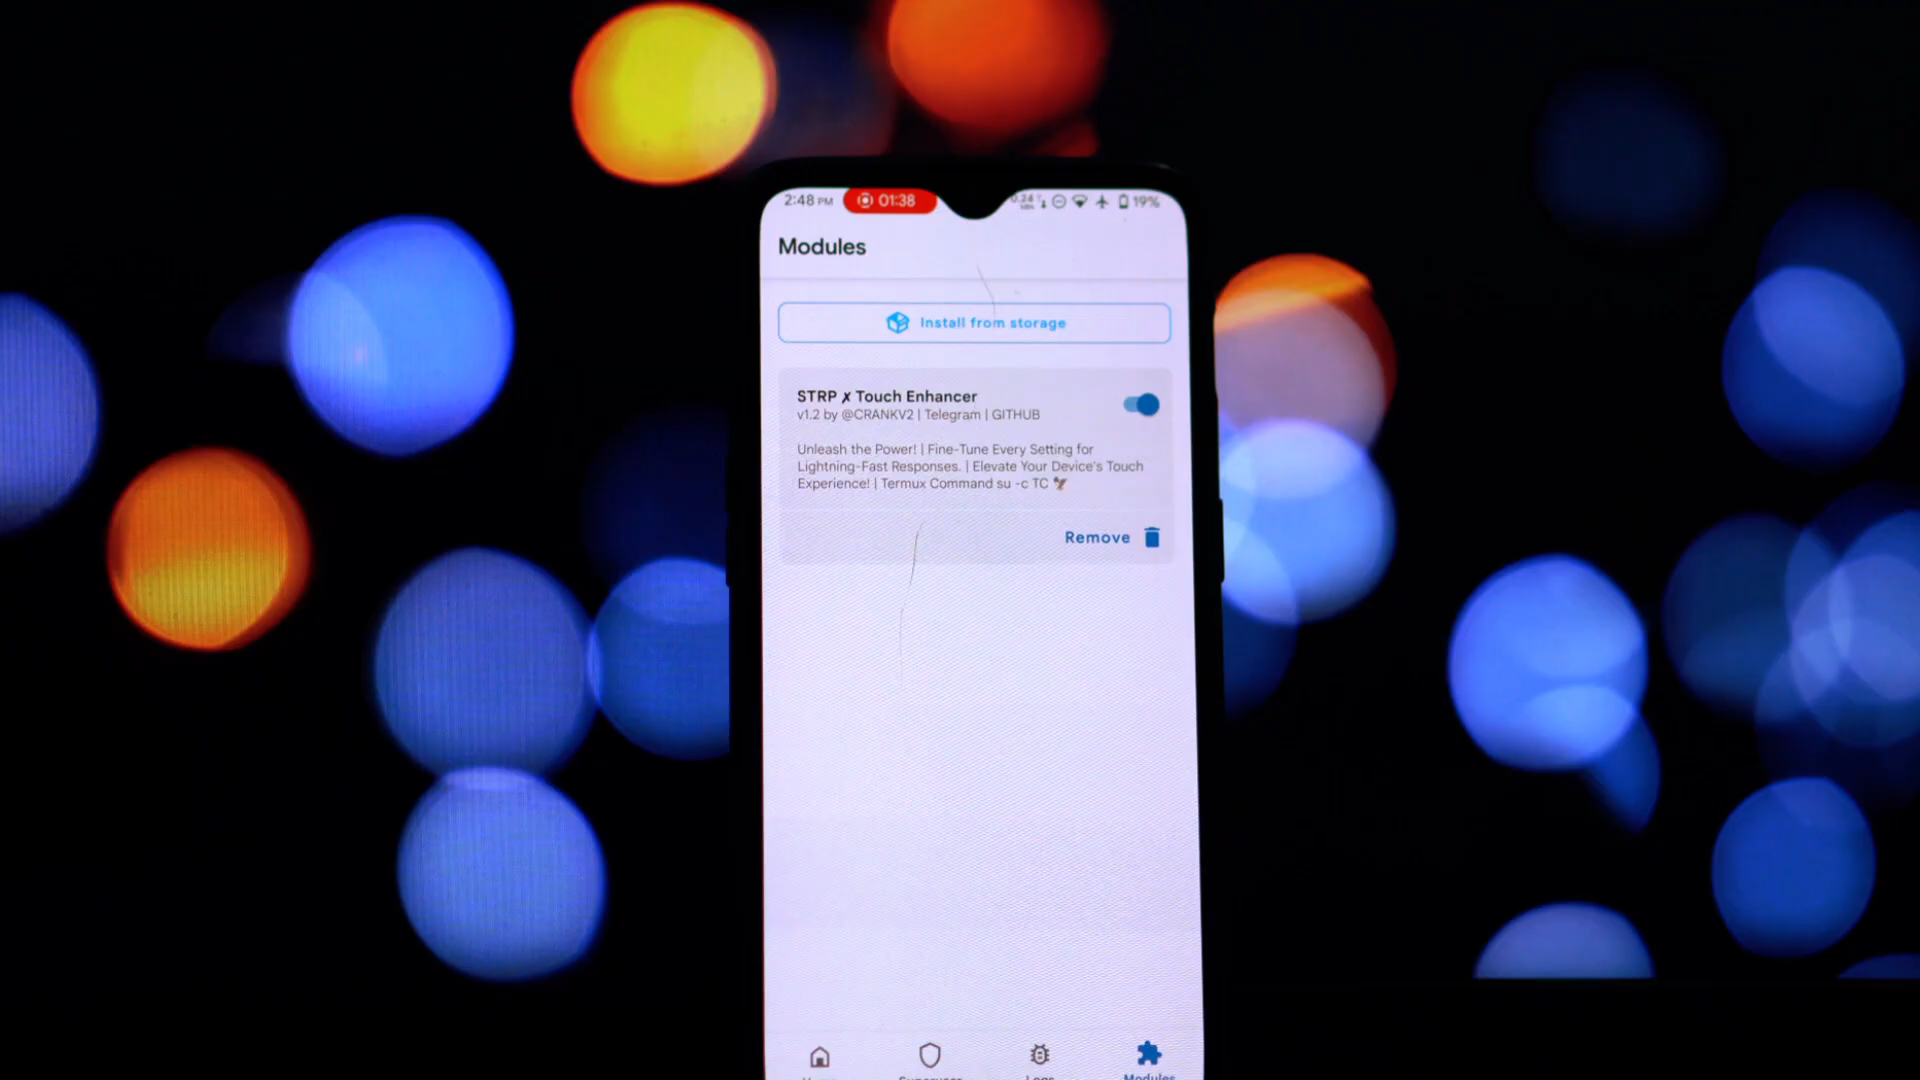 2:48 PM 01:38 19%
Modules
Install from storage
STRP ✗ Touch Enhancer
v1.2 by @CRANKV2 | Telegram | GITHUB
Unleash the Power! | Fine-Tune Every Setting for
Lightning-Fast Responses. | Elevate Your Device's Touch
Experience! | Termux Command su -c TC 🦅
Remove
Modules